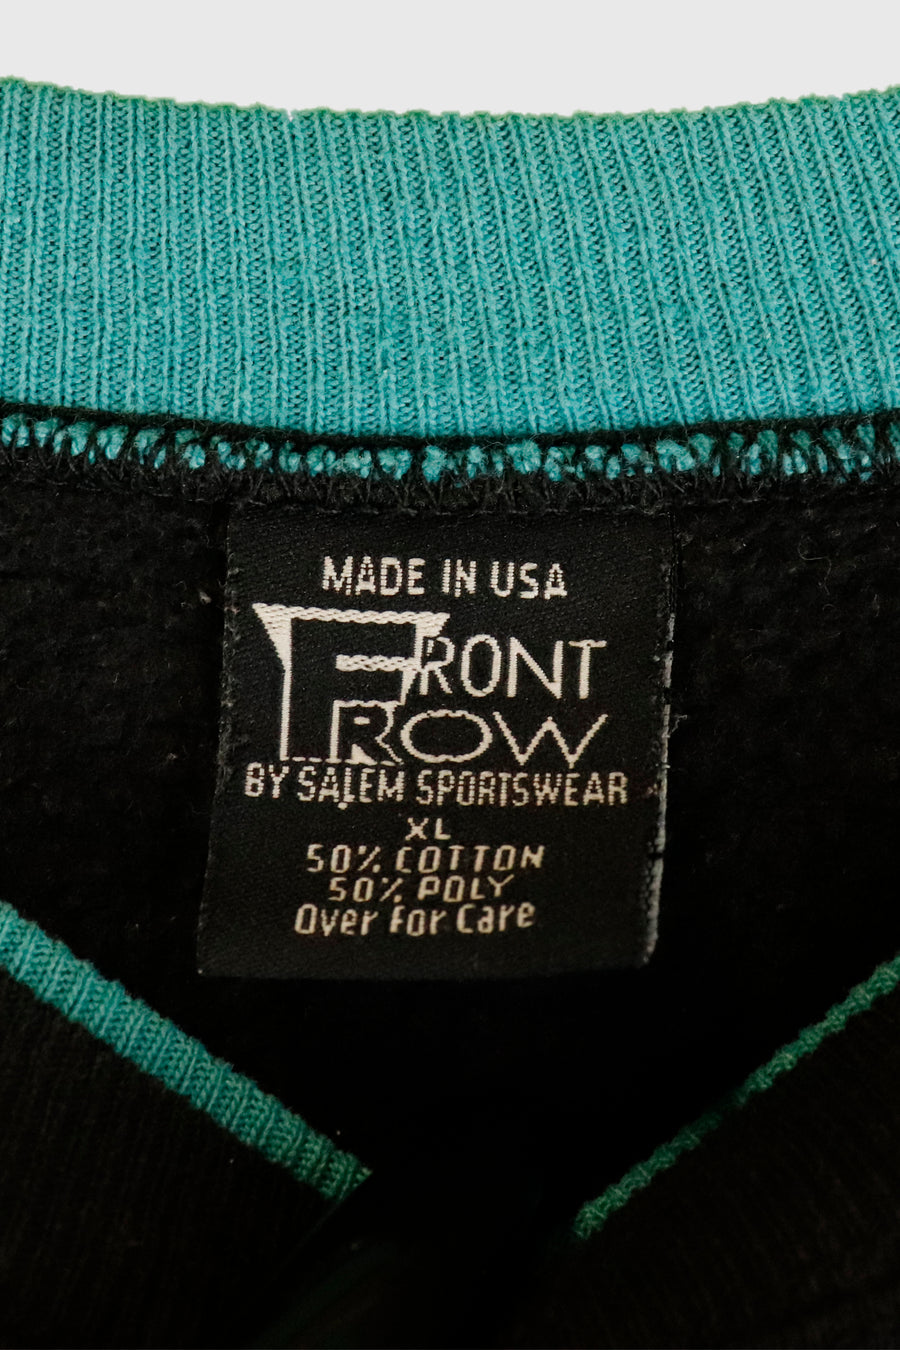 MADE IN USA
FRONT
ROW
BY SALEM SPORTSWEAR
XL
50% COTTON
50% POLY
Over For Care